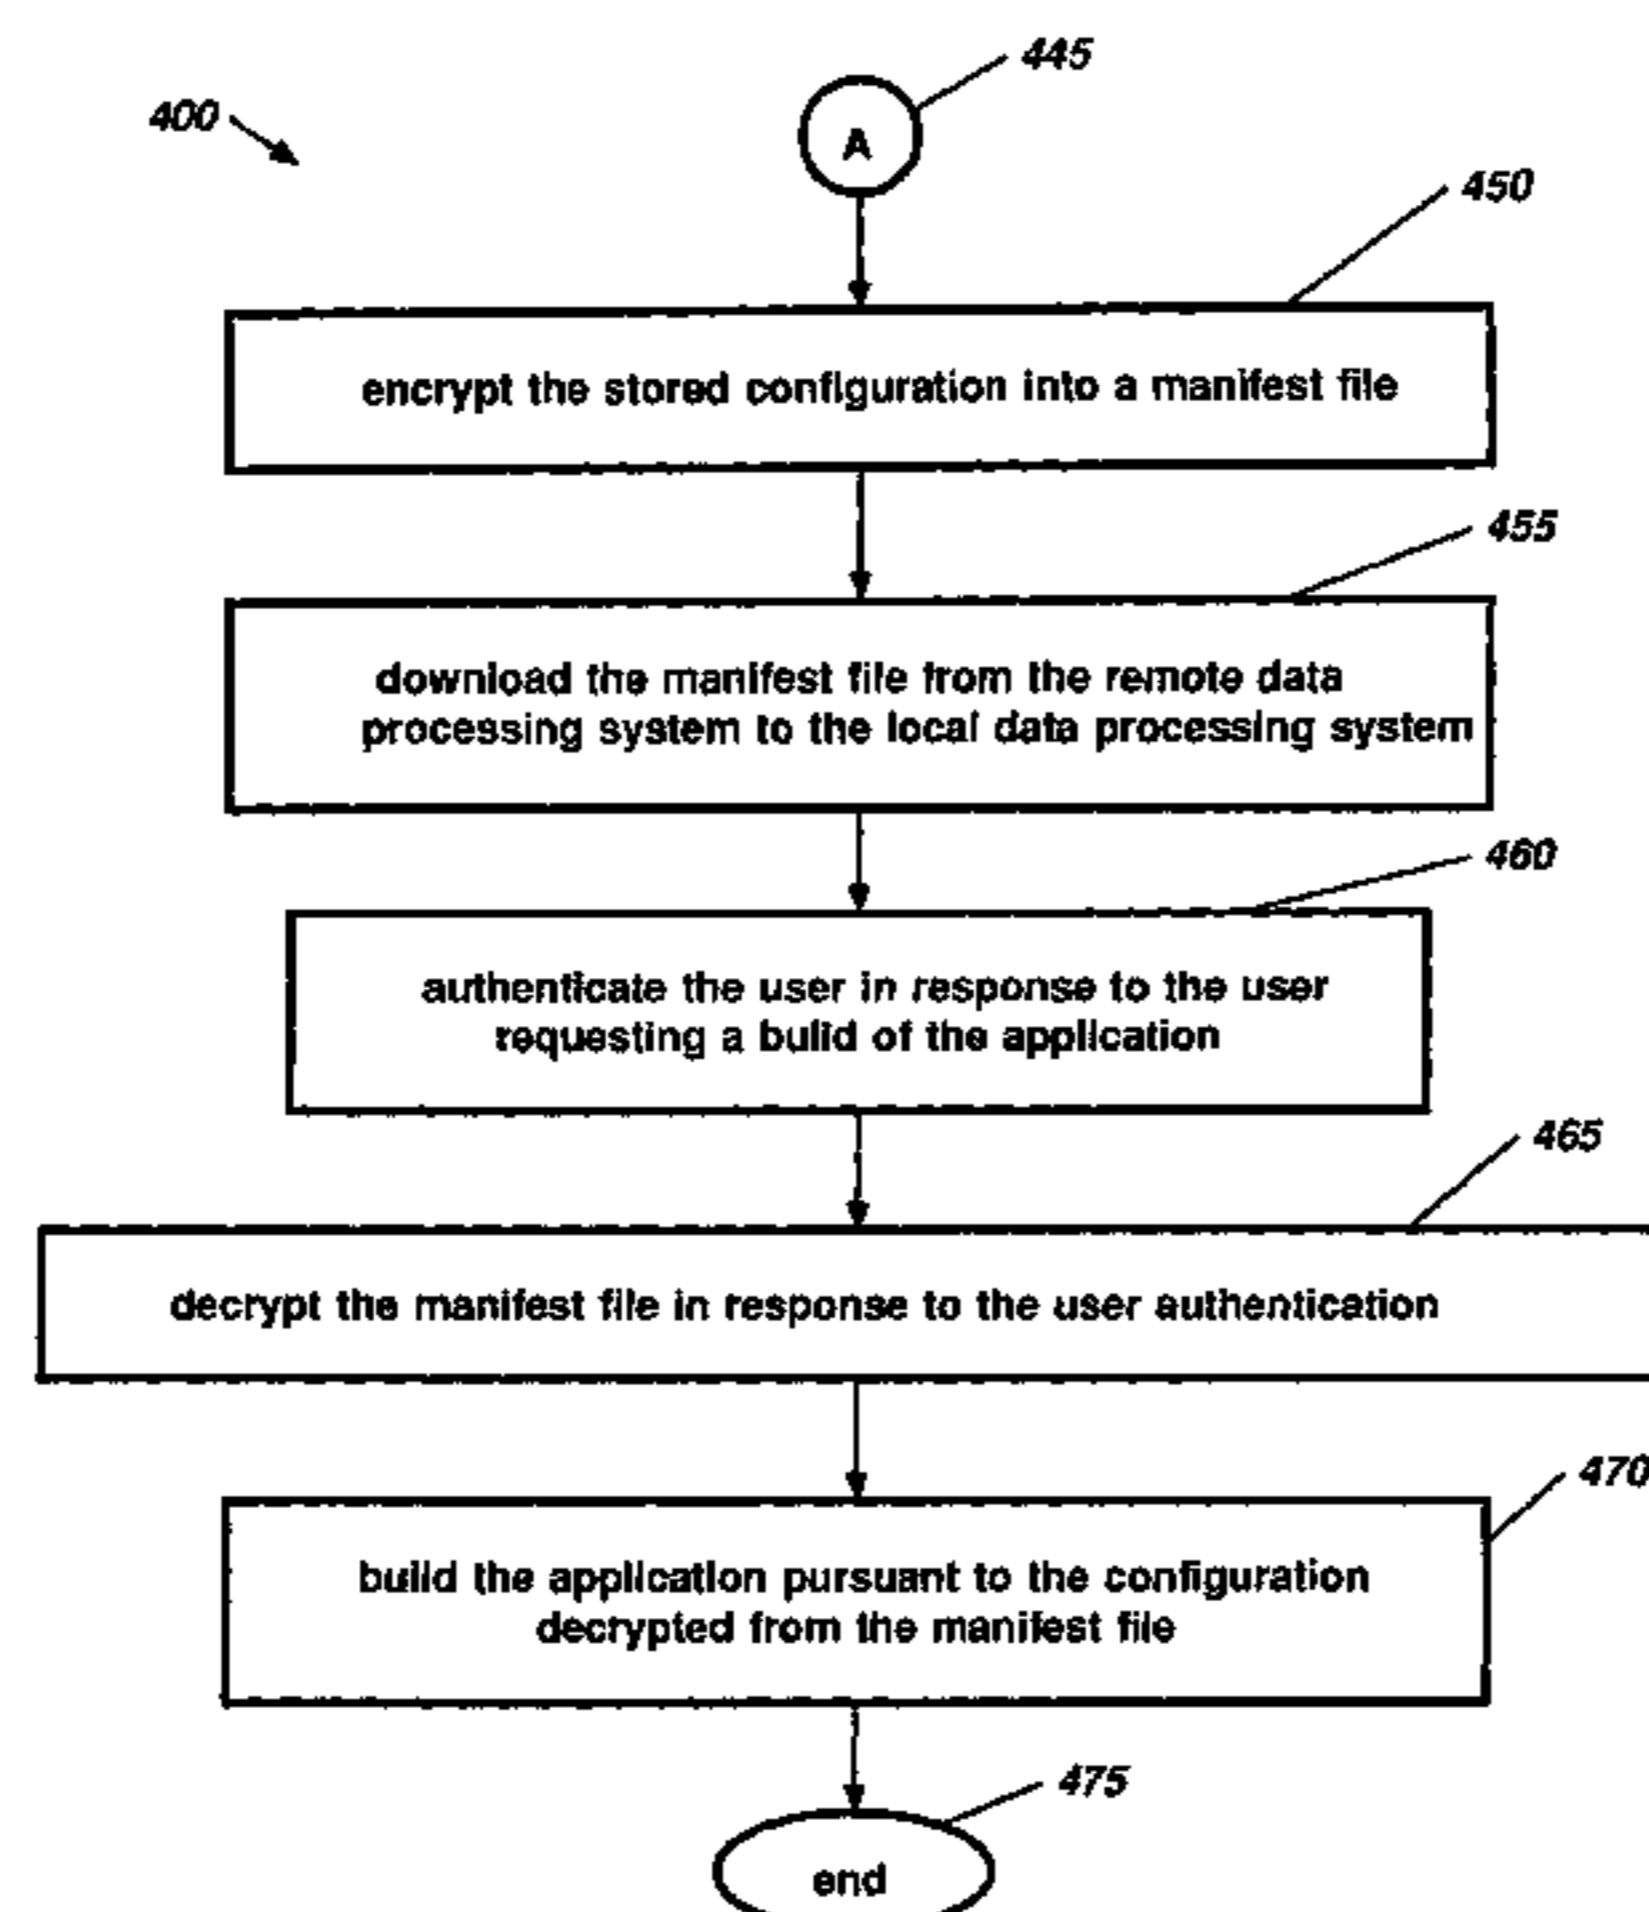 445
400
A
450
encrypt the stored configuration into a manifest file
455
download the manifest file from the remote data
processing system to the local data processing system
460
authenticate the user in response to the user
requesting a bulid of the application
465
decrypt the manifest file in response to the user authentication
470
build the application pursuant to the configuration
decrypted from the manifest file
475
end